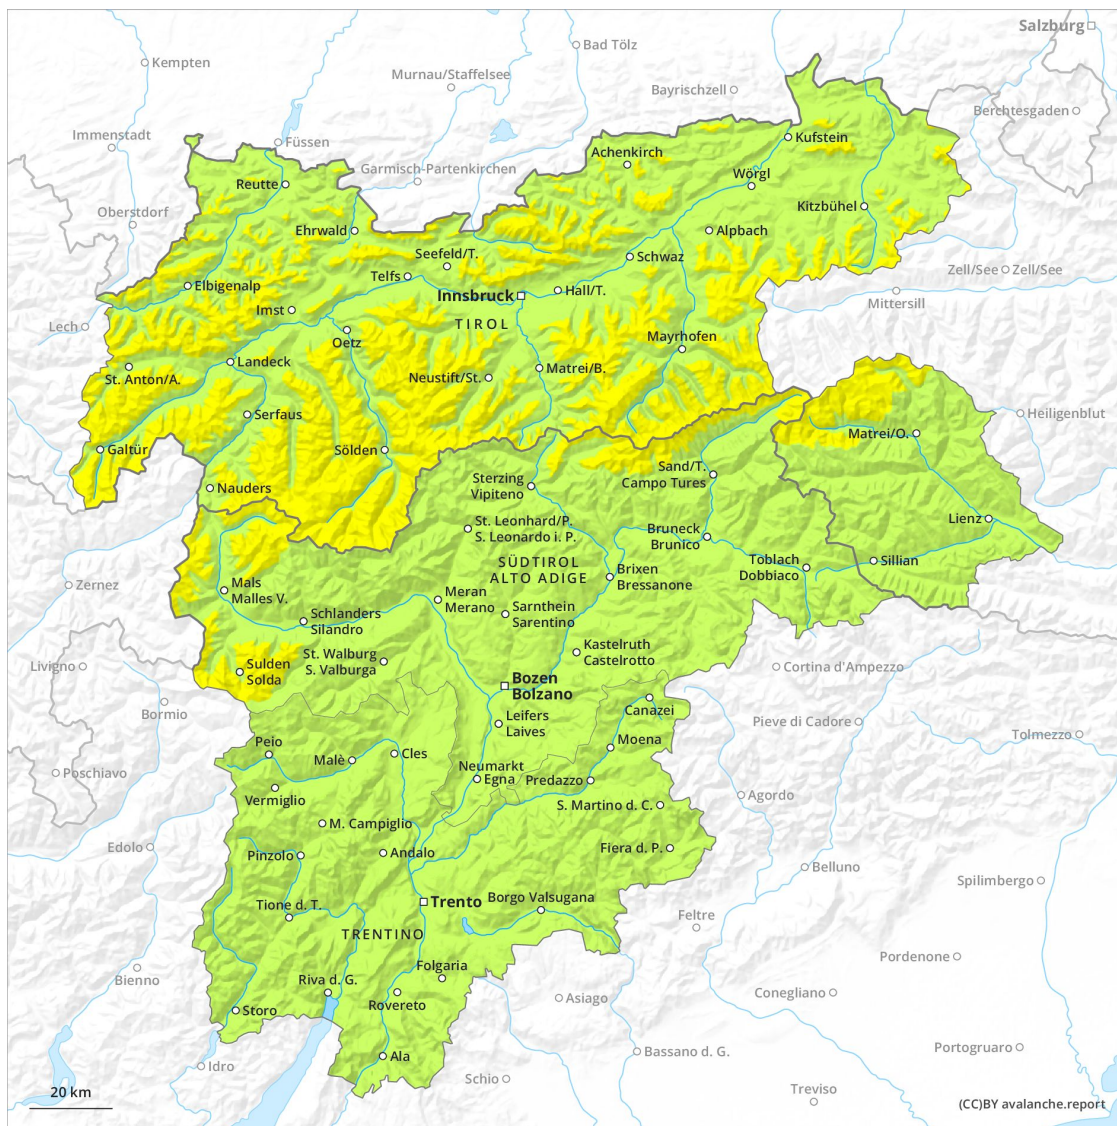 Salzburg
Bad Tölz
Kempten
Murnau/Staffelsee
Bayrischzell
Berchtesgaden
Immenstadt
Füssen
Kufstein
Achenkirch
Garmisch-Partenkirchen
Wörgl
Reutte
Kitzbühel
Oberstdorf
Ehrwald
Alpbach
Seefeld/T.
Schwaz
Zell/See
Zell/See
Telfs
Elbigenalp
Hall/T.
Innsbruck
Mittersill
Imst
TIROL
Lech
Oetz
Mayrhofen
Landeck
Matrei/B.
St. Anton/A.
Neustift/St.
Serfaus
Heiligenblut
Matrei/O.
Galtür
Sölden
Sand/T.
Campo Tures
Sterzing
Vipiteno
Nauders
Lienz
St. Leonhard/P.
S. Leonardo i. P.
Bruneck
Brunico
SÜDTIROL
ALTO ADIGE
Toblach
Dobbiaco
Sillian
Brixen
Bressanone
Zernez
Mals
Malles V.
Meran
Merano
Sarnthein
Sarentino
Schlanders
Silandro
Kastelruth
Castelrotto
St. Walburg
S. Valburga
Livigno
Sulden
Solda
Cortina d'Ampezzo
Bozen
Bolzano
Bormio
Canazei
Leifers
Laives
Pieve di Cadore
Tolmezzo
Peio
Moena
Cles
Malè
Poschiavo
Neumarkt
Egna
Predazzo
Vermiglio
Agordo
S. Martino d. C.
M. Campiglio
Edolo
Pinzolo
Andalo
Fiera d. P.
Belluno
Spilimbergo
Trento
Borgo Valsugana
Tione d. T.
Feltre
TRENTINO
Pordenone
Folgaria
Bienno
Riva d. G.
Rovereto
Conegliano
Asiago
Storo
Portogruaro
Bassano d. G.
Ala
Idro
Schio
Treviso
20 km
(CC)BY avalanche.report